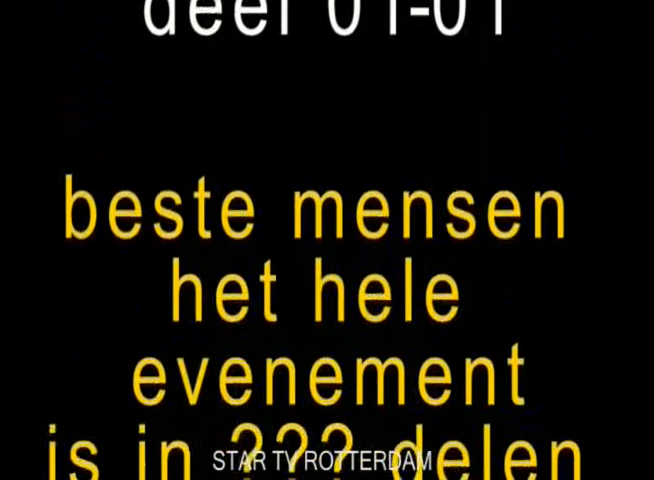 deel 01-01
beste mensen
het hele
evenement
is in ??? delen
STAR TV ROTTERDAM